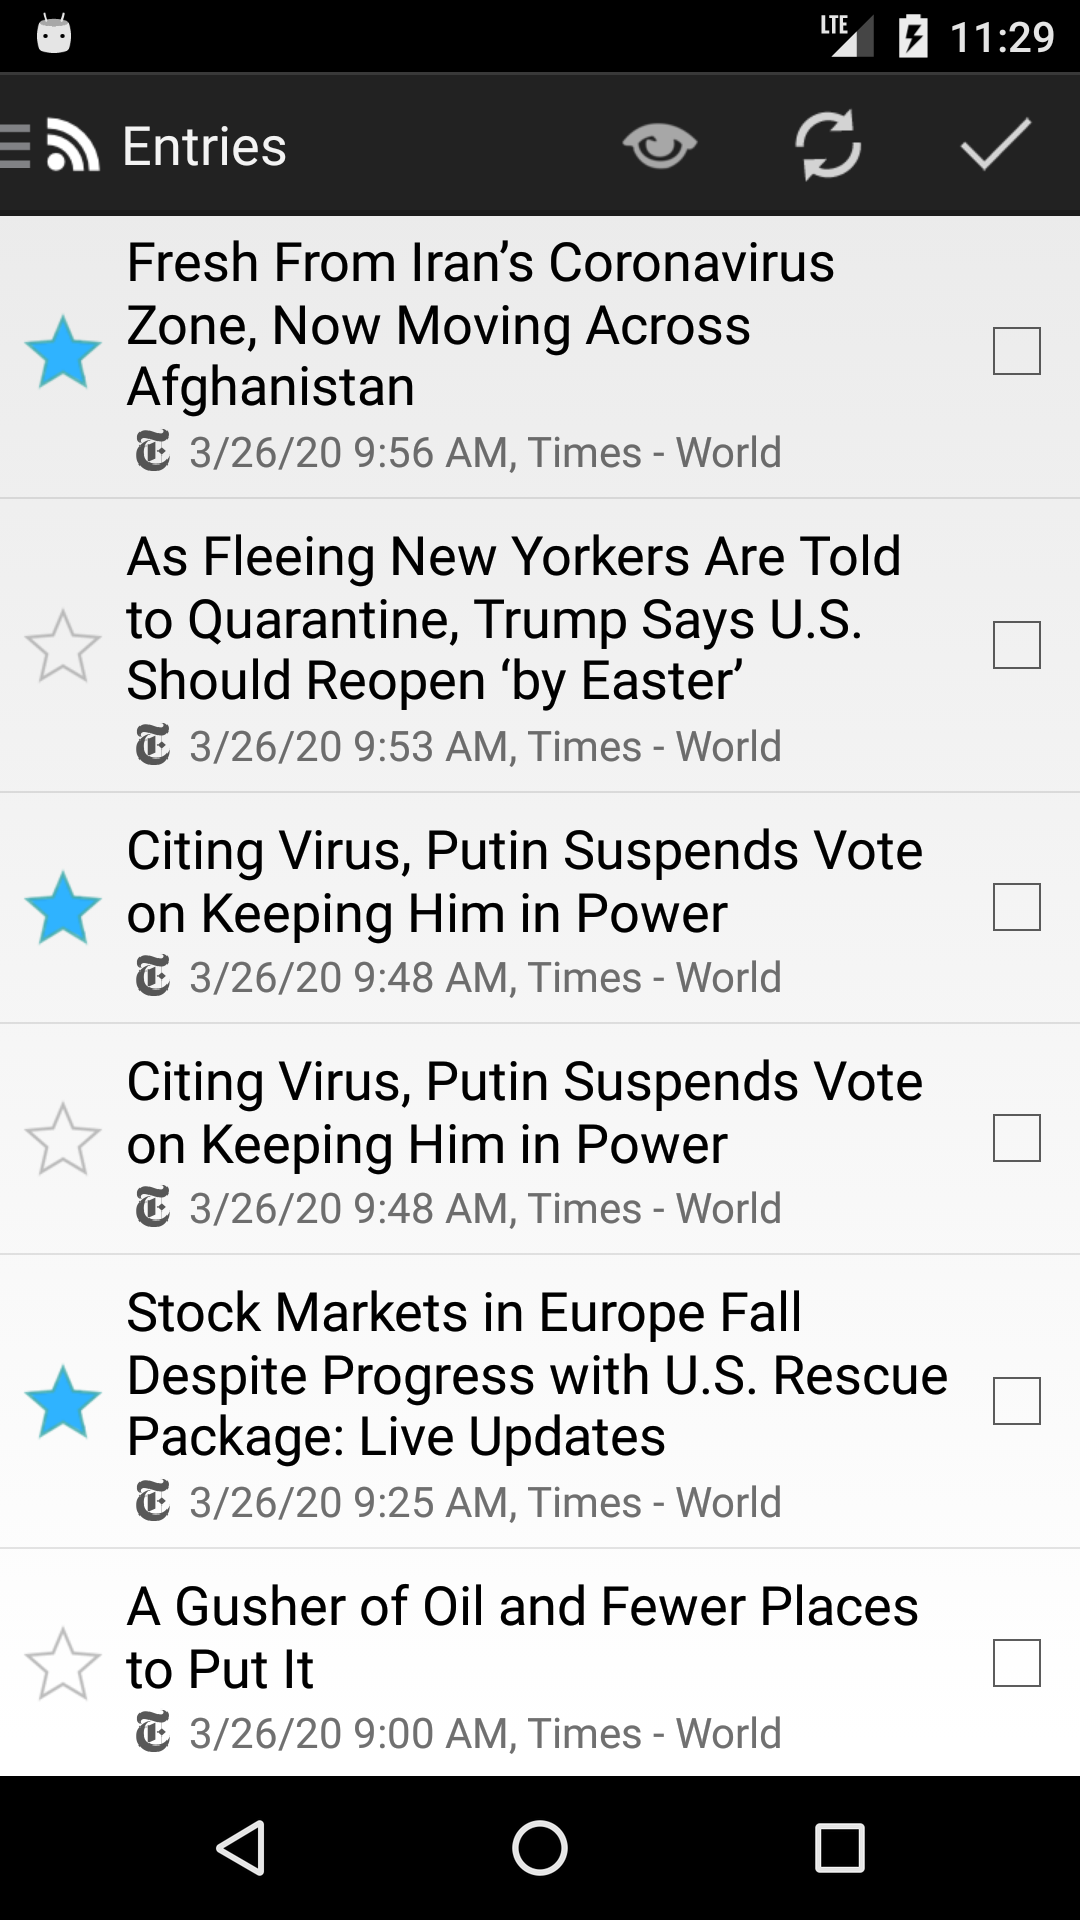 LTE 11:29
Entries
Fresh From Iran’s Coronavirus
Zone, Now Moving Across
Afghanistan
3/26/20 9:56 AM, Times - World
As Fleeing New Yorkers Are Told
to Quarantine, Trump Says U.S.
Should Reopen ‘by Easter’
3/26/20 9:53 AM, Times - World
Citing Virus, Putin Suspends Vote
on Keeping Him in Power
3/26/20 9:48 AM, Times - World
Citing Virus, Putin Suspends Vote
on Keeping Him in Power
3/26/20 9:48 AM, Times - World
Stock Markets in Europe Fall
Despite Progress with U.S. Rescue
Package: Live Updates
3/26/20 9:25 AM, Times - World
A Gusher of Oil and Fewer Places
to Put It
3/26/20 9:00 AM, Times - World